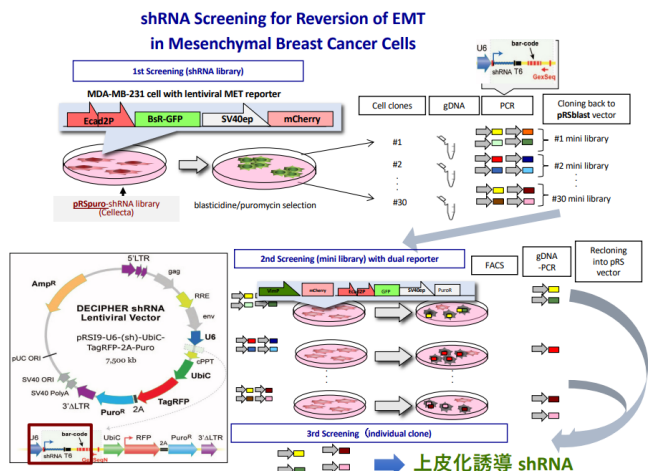 shRNA Screening for Reversion of EMT
in Mesenchymal Breast Cancer Cells
U6
bar-code
shRNA T6
GexSeq
1st Screening (shRNA library)
MDA-MB-231 cell with lentiviral MET reporter
Ecad2P
BsR-GFP
SV40ep
mCherry
Cell clones
gDNA
PCR
Cloning back to
pRSblast vector
#1
#1 mini library
#2
#2 mini library
#30
#30 mini library
pRSpuro-shRNA library
(Cellecta)
blasticidine/puromycin selection
2nd Screening (mini library) with dual reporter
FACS
gDNA
-PCR
Recloning
into pRS
vector
mCherry
Ecad2P
GFP
SV40ep
PuroR
5'LTR
gag
AmpR
RRE
env
DECIPHER shRNA
Lentiviral Vector
pRSI9-U6-(sh)-UbiC-
TagRFP-2A-Puro
7,500 kb
U6
cPPT
UbiC
pUC ORI
SV40 ORI
SV40 PolyA
TagRFP
3'ΔLTR
PuroR
2A
U6
bar-code
UbiC
RFP
PuroR
3'ΔLTR
shRNA T6
2A
3rd Screening (individual clone)
上皮化誘導 shRNA